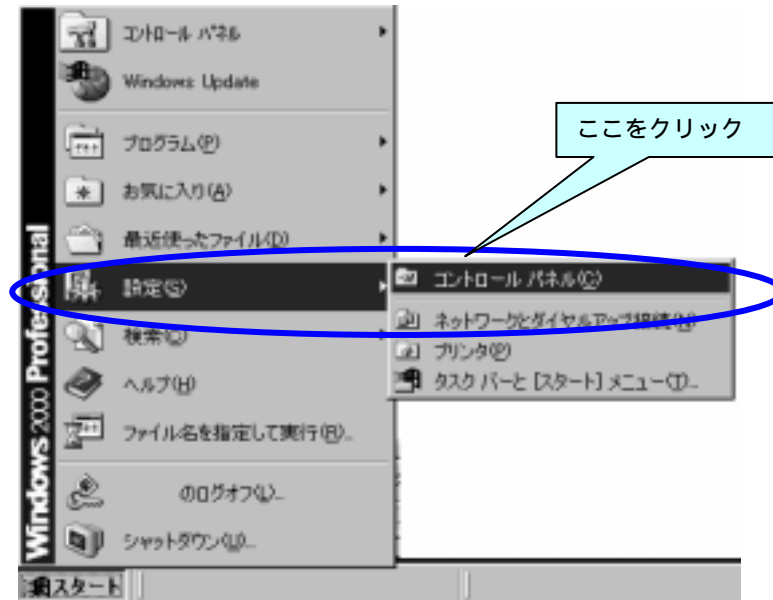 コントロール パネル
Windows Update
プログラム(P)
お気に入り(A)
最近使ったファイル(D)
設定(S)
検索(C)
ヘルプ(H)
ファイル名を指定して実行(R)...
のログオフ(L)...
シャットダウン(U)...
Windows 2000 Professional
スタート
ここをクリック
コントロール パネル(C)
ネットワークとダイヤルアップ接続(N)
プリンタ(P)
タスク バーと [スタート] メニュー(T)...